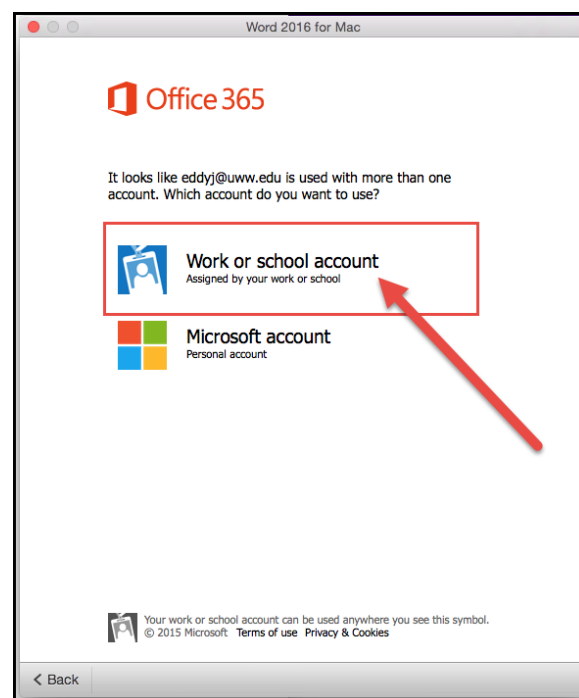 Word 2016 for Mac
Office 365
It looks like eddyj@uww.edu is used with more than one
account. Which account do you want to use?
Work or school account
Assigned by your work or school
Microsoft account
Personal account
Your work or school account can be used anywhere you see this symbol.
© 2015 Microsoft Terms of use Privacy & Cookies
< Back